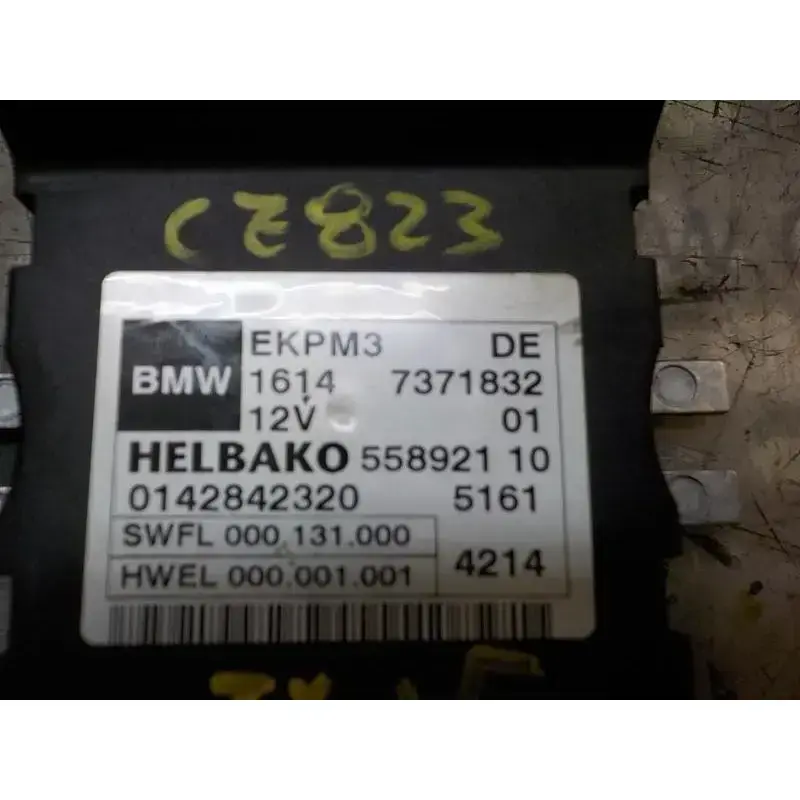 CZ823
BMW
EKPM3 DE
1614 7371832
12V 01
HELBAKO 558921 10
0142842320 5161
SWFL 000.131.000
HWEL 000.001.001
4214